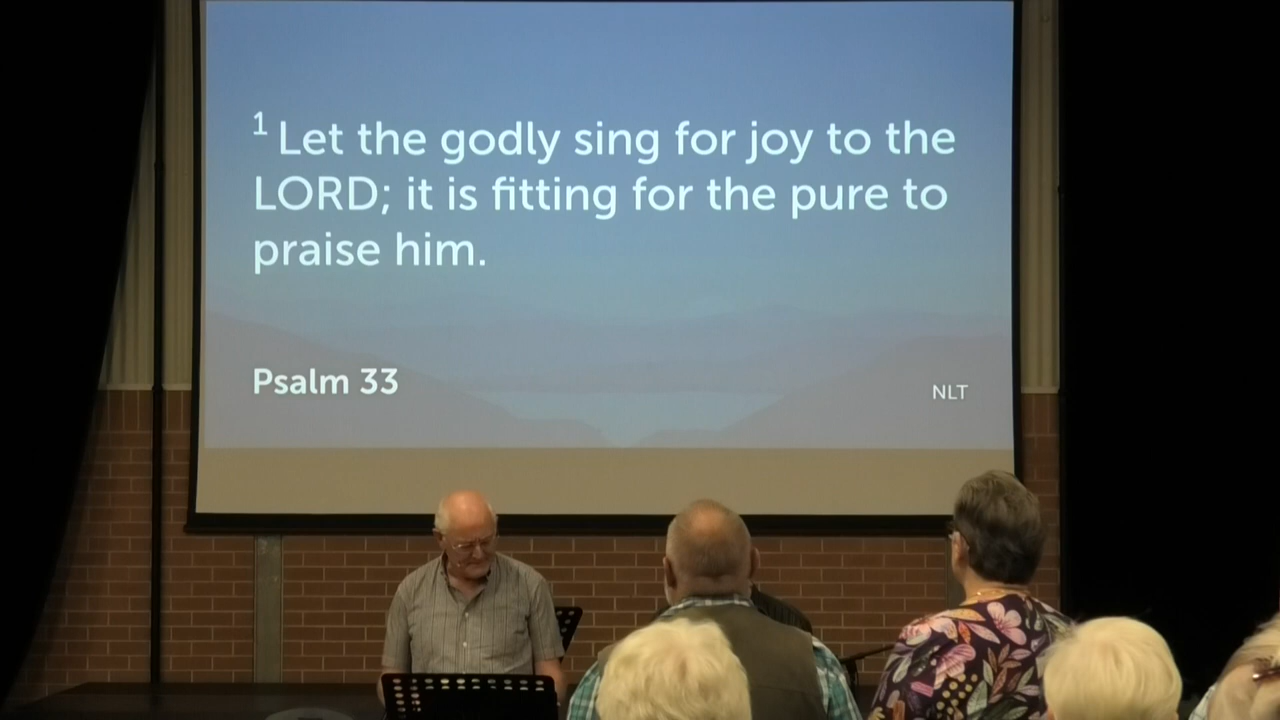 1 Let the godly sing for joy to the
LORD; it is fitting for the pure to
praise him.
Psalm 33
NLT